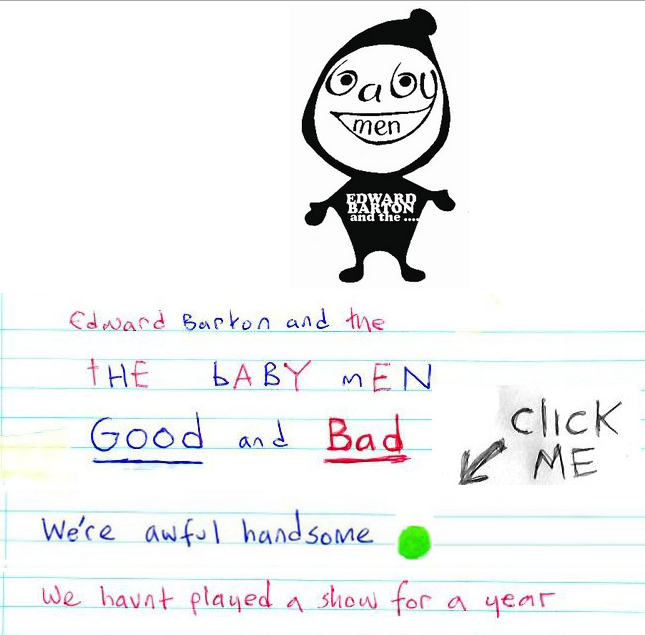 baby
men
EDWARD
BARTON
and the ....
Edward Barton and the
tHE bABY mEN
Good and Bad
CLICK
ME
We're awful handsome
We havnt played a show for a year